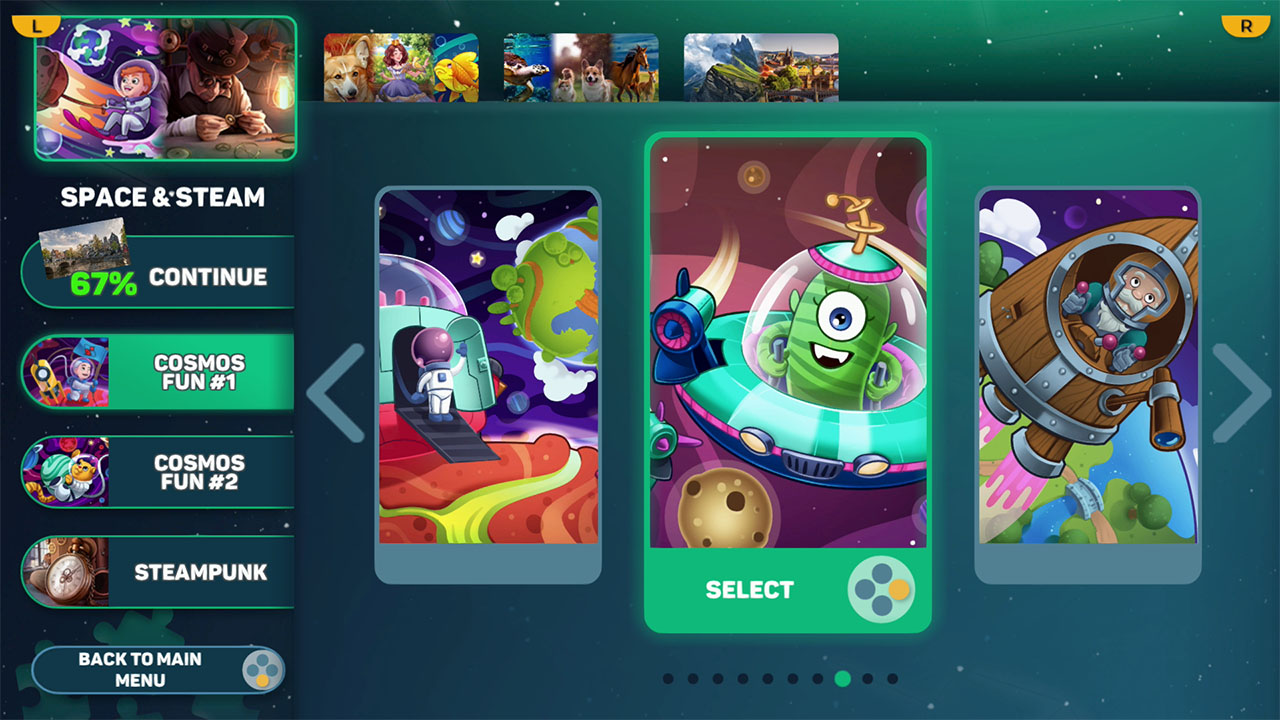 L
R
SPACE & STEAM
67% CONTINUE
COSMOS
FUN #1
COSMOS
FUN #2
STEAMPUNK
BACK TO MAIN
MENU
SELECT